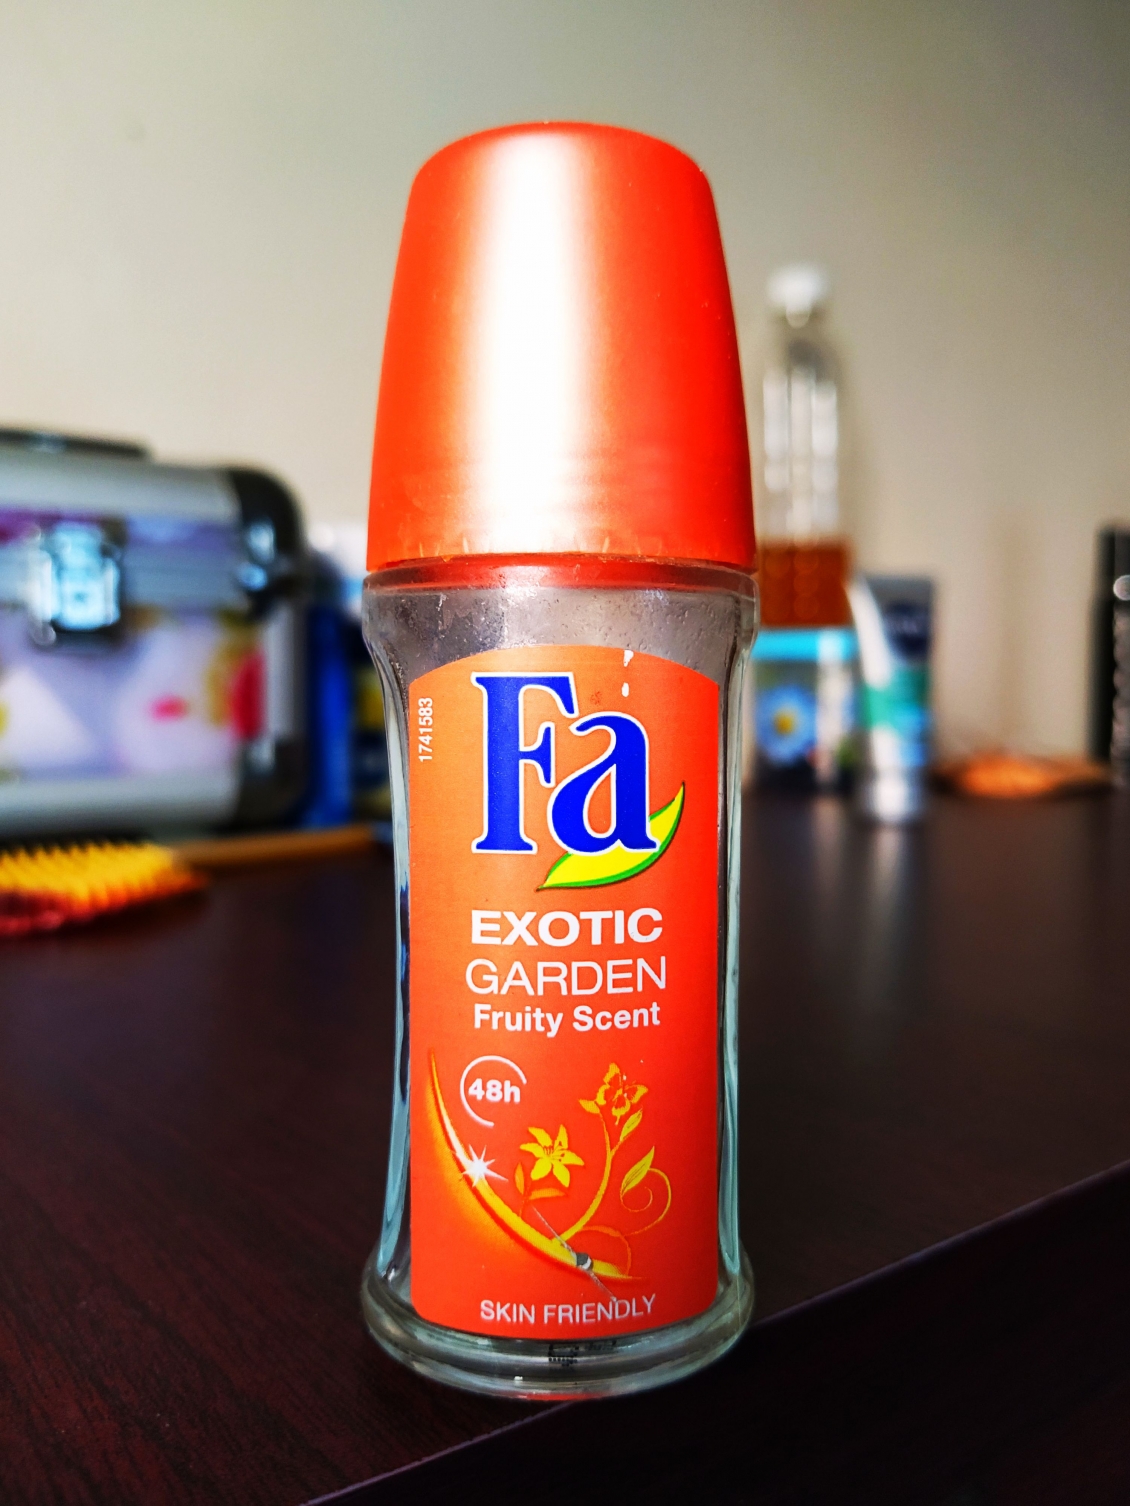 1741583
Fa
EXOTIC
GARDEN
Fruity Scent
48h
SKIN FRIENDLY